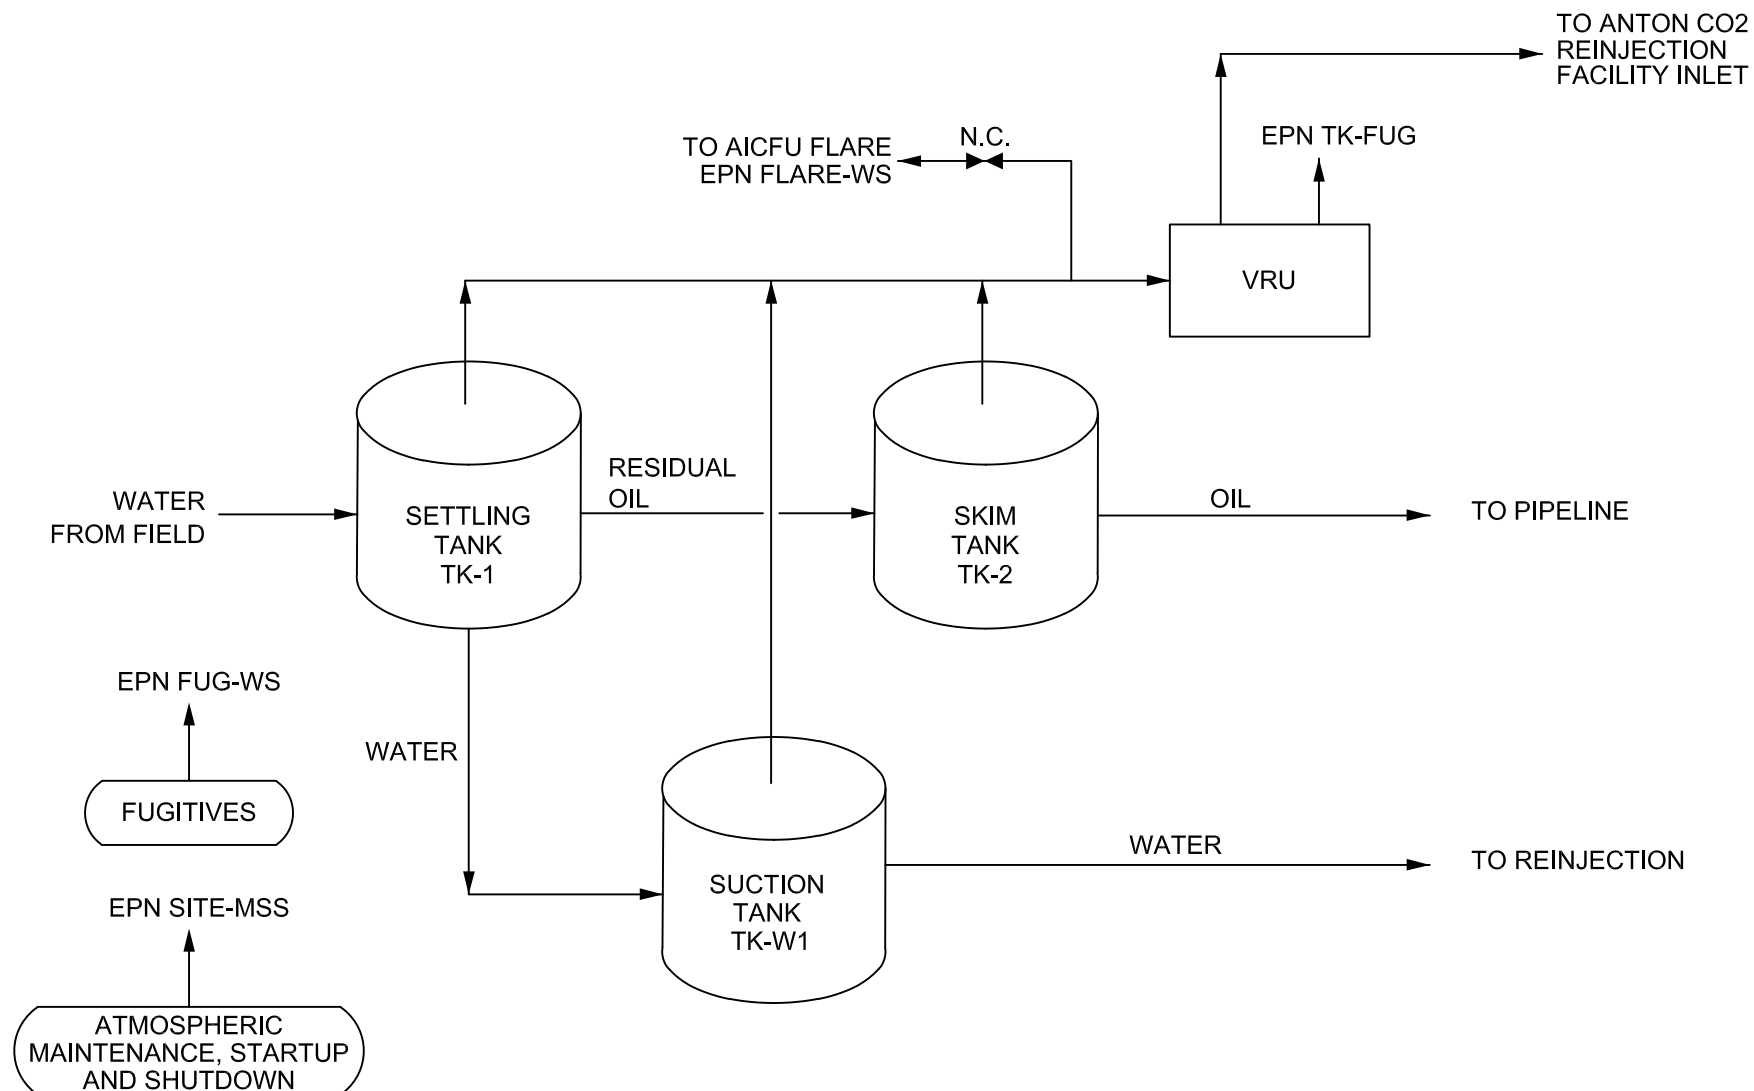 TO ANTON CO2
REINJECTION
FACILITY INLET
N.C.
EPN TK-FUG
TO AICFU FLARE
EPN FLARE-WS
VRU
RESIDUAL
OIL
WATER
FROM FIELD
SETTLING
TANK
TK-1
SKIM
TANK
TK-2
OIL
TO PIPELINE
EPN FUG-WS
WATER
FUGITIVES
WATER
TO REINJECTION
SUCTION
TANK
TK-W1
EPN SITE-MSS
ATMOSPHERIC
MAINTENANCE, STARTUP
AND SHUTDOWN